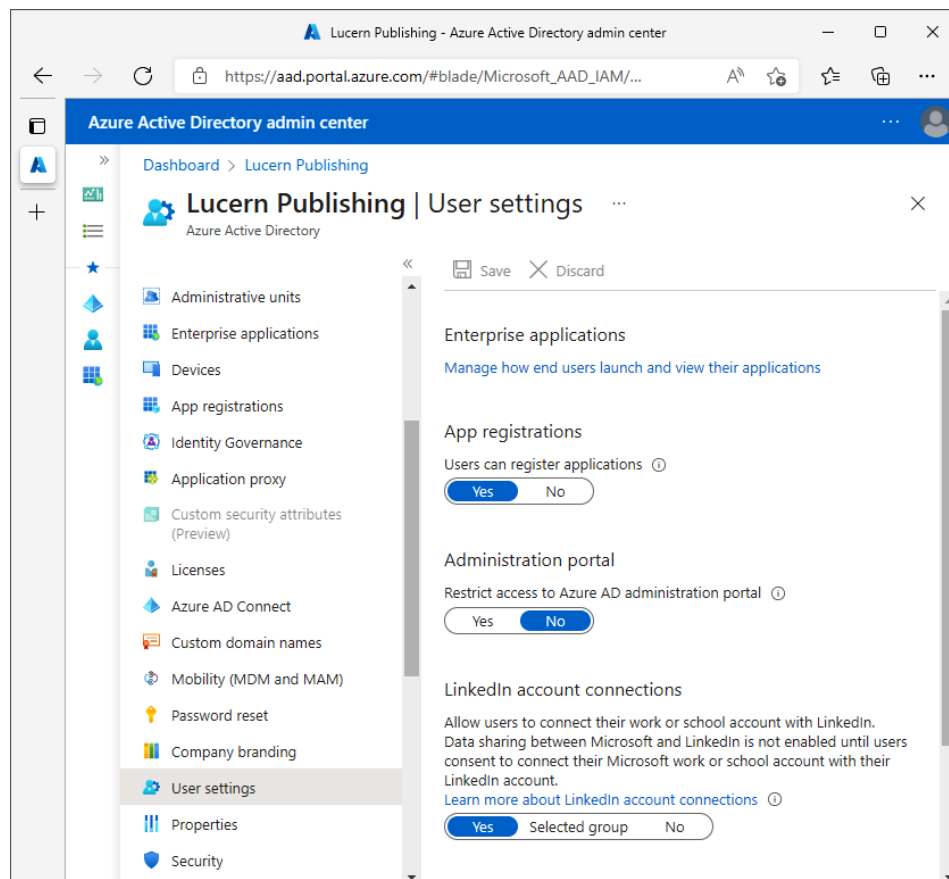 Lucern Publishing - Azure Active Directory admin center
https://aad.portal.azure.com/#blade/Microsoft_AAD_IAM/...
Azure Active Directory admin center
Dashboard > Lucern Publishing
Lucern Publishing | User settings ...
Azure Active Directory
Save Discard
Administrative units
Enterprise applications
Devices
App registrations
Identity Governance
Application proxy
Custom security attributes
(Preview)
Licenses
Azure AD Connect
Custom domain names
Mobility (MDM and MAM)
Password reset
Company branding
User settings
Properties
Security
Enterprise applications
Manage how end users launch and view their applications
App registrations
Users can register applications
Yes No
Administration portal
Restrict access to Azure AD administration portal
Yes No
LinkedIn account connections
Allow users to connect their work or school account with LinkedIn.
Data sharing between Microsoft and LinkedIn is not enabled until users
consent to connect their Microsoft work or school account with their
LinkedIn account.
Learn more about LinkedIn account connections
Yes Selected group No